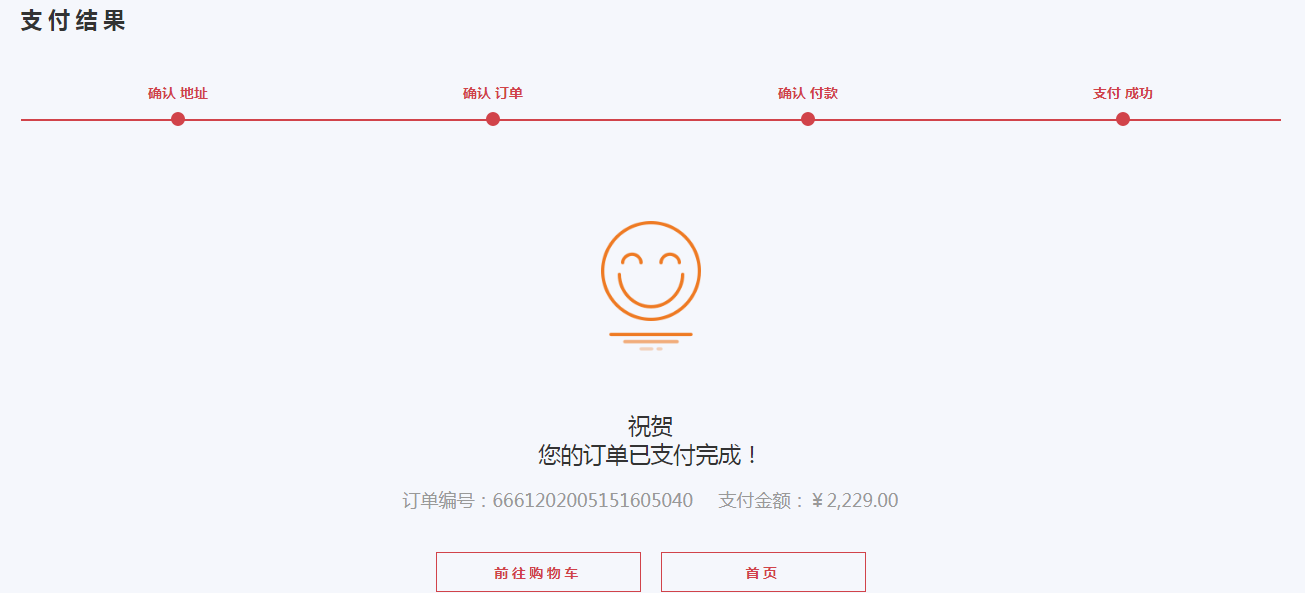 支付结果
确认 地址 确认 订单 确认 付款 支付 成功
祝贺
您的订单已支付完成！
订单编号：6661202005151605040 支付金额：￥2,229.00
前往购物车 首页